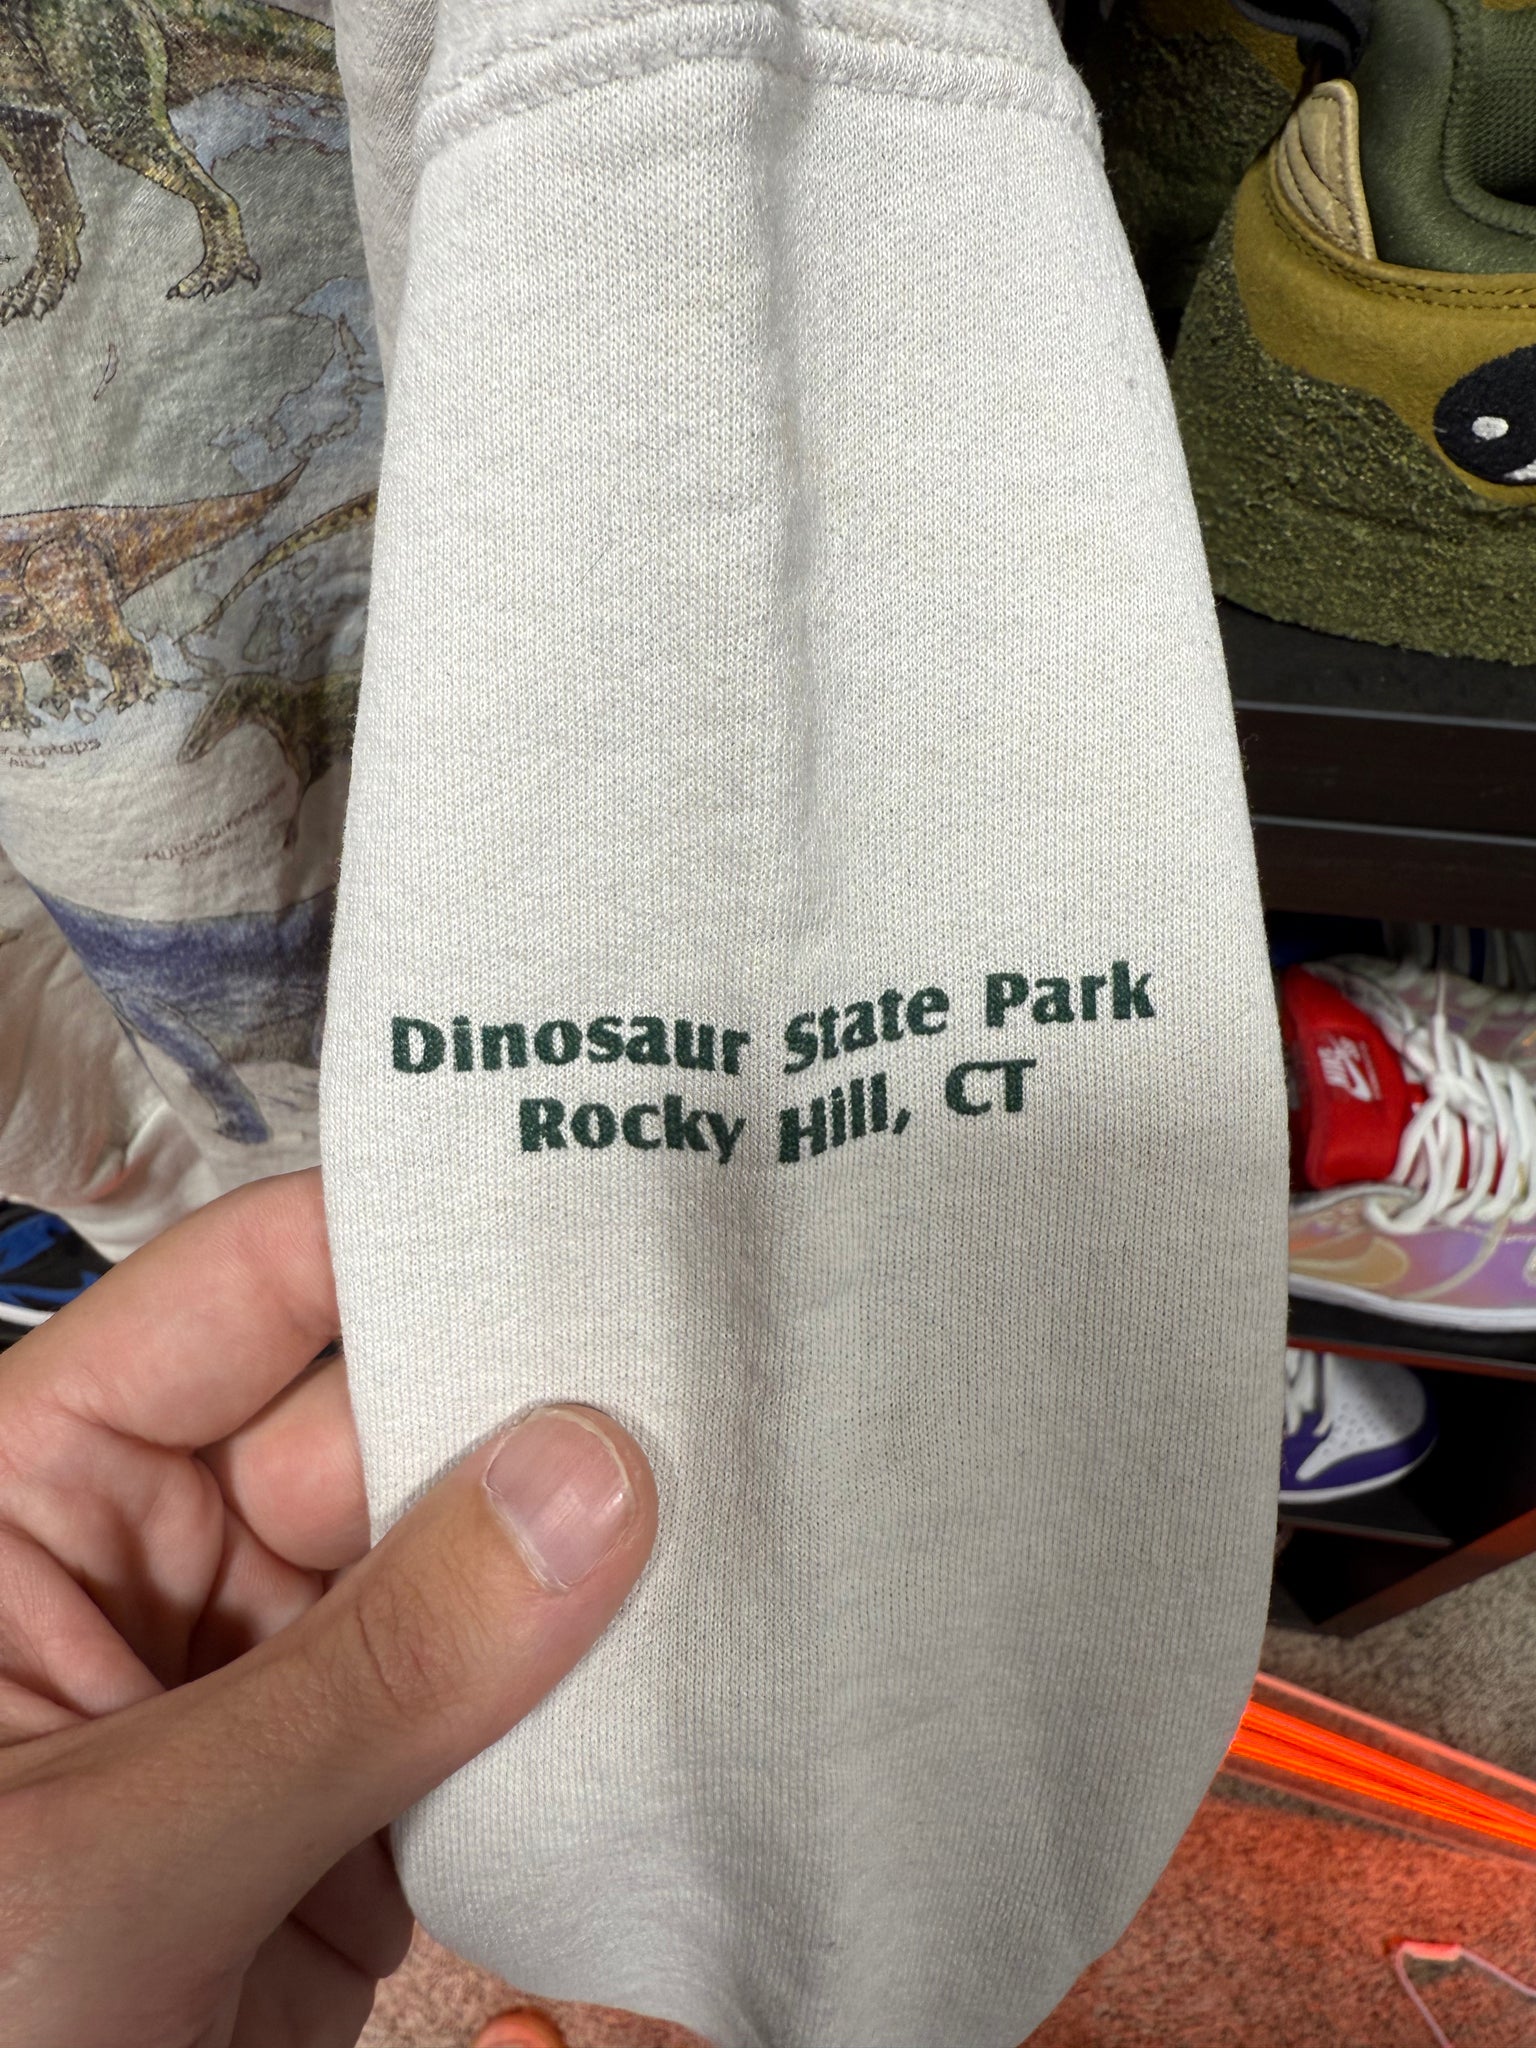 Dinosaur State Park
Rocky Hill, CT